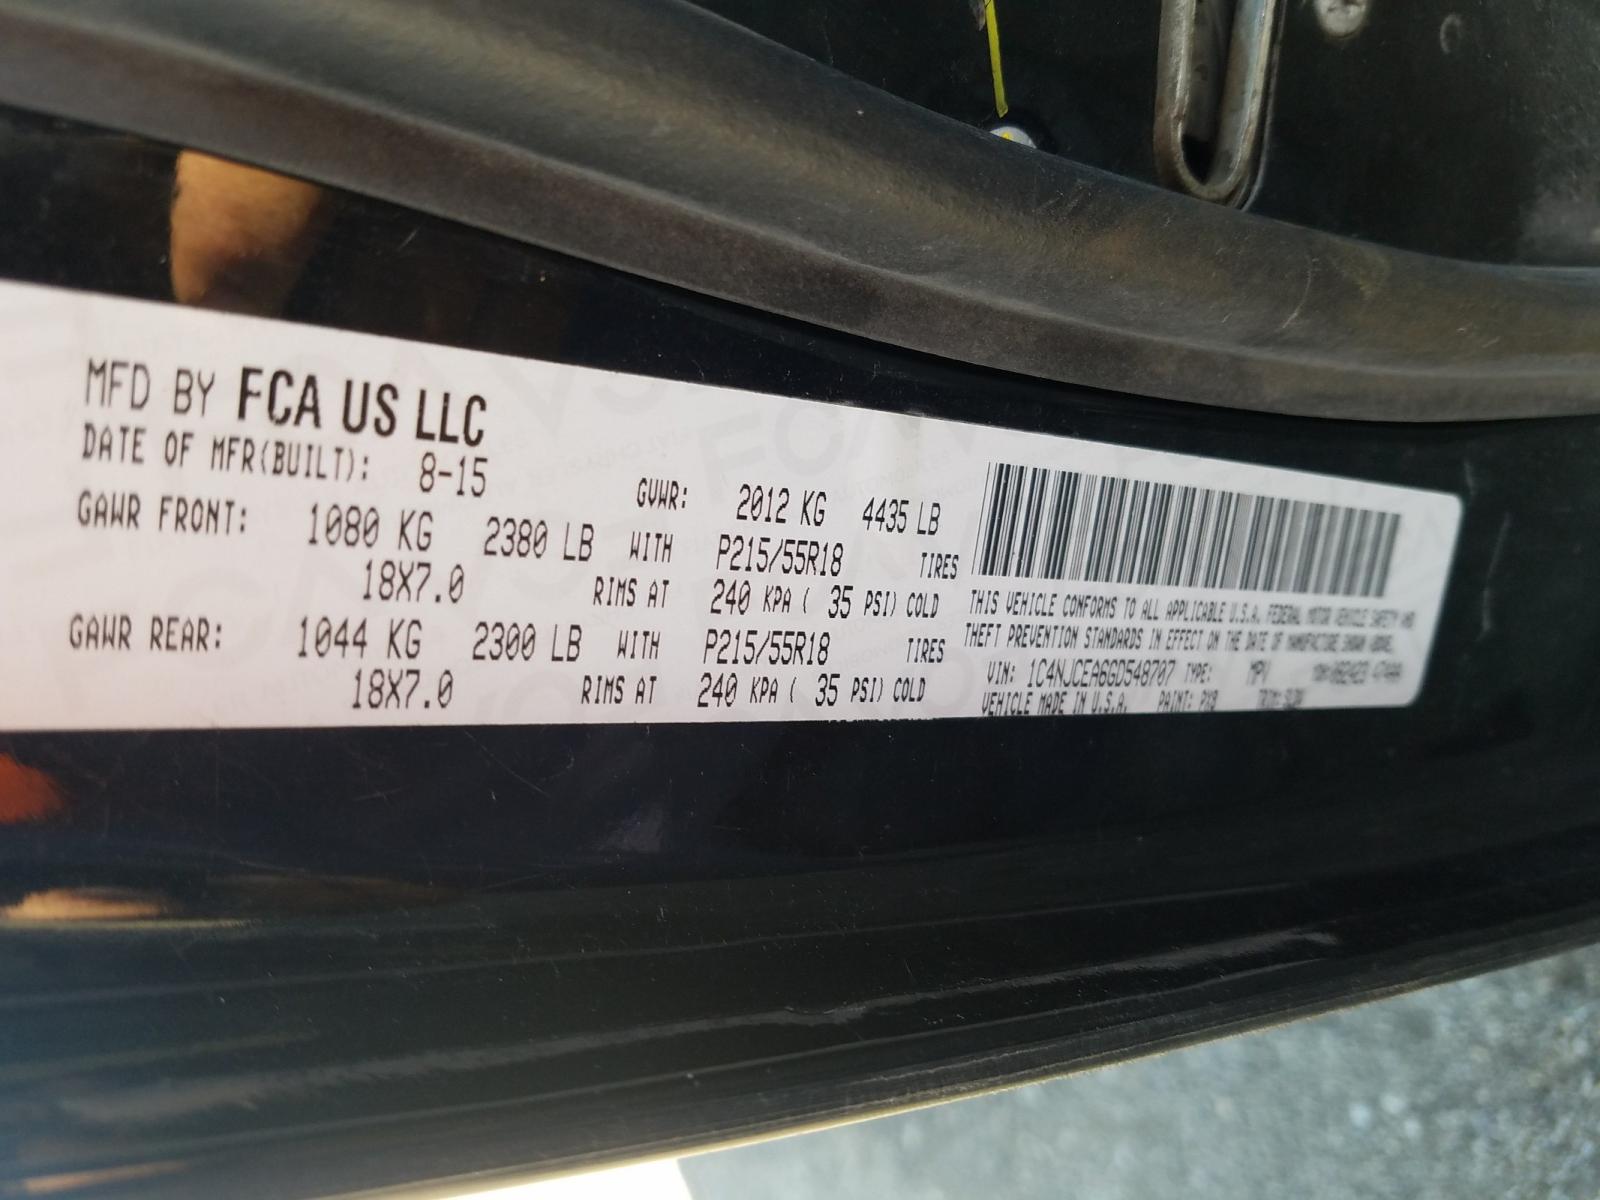 MFD BY FCA US LLC
DATE OF MFR(BUILT): 8-15
GVWR: 2012 KG 4435 LB
GAWR FRONT: 1080 KG 2380 LB WITH P215/55R18 TIRES
18X7.0 RIMS AT 240 KPA ( 35 PSI) COLD
GAWR REAR: 1044 KG 2300 LB WITH P215/55R18 TIRES
18X7.0 RIMS AT 240 KPA ( 35 PSI) COLD
THIS VEHICLE CONFORMS TO ALL APPLICABLE U.S.A. FEDERAL MOTOR VEHICLE SAFETY AND
THEFT PREVENTION STANDARDS IN EFFECT ON THE DATE OF MANUFACTURE SHOWN ABOVE.
VIN: 1C4NJCEA6GD548707 TYPE: MPV
VEHICLE MADE IN U.S.A. PAINT: PX8 TRIM: